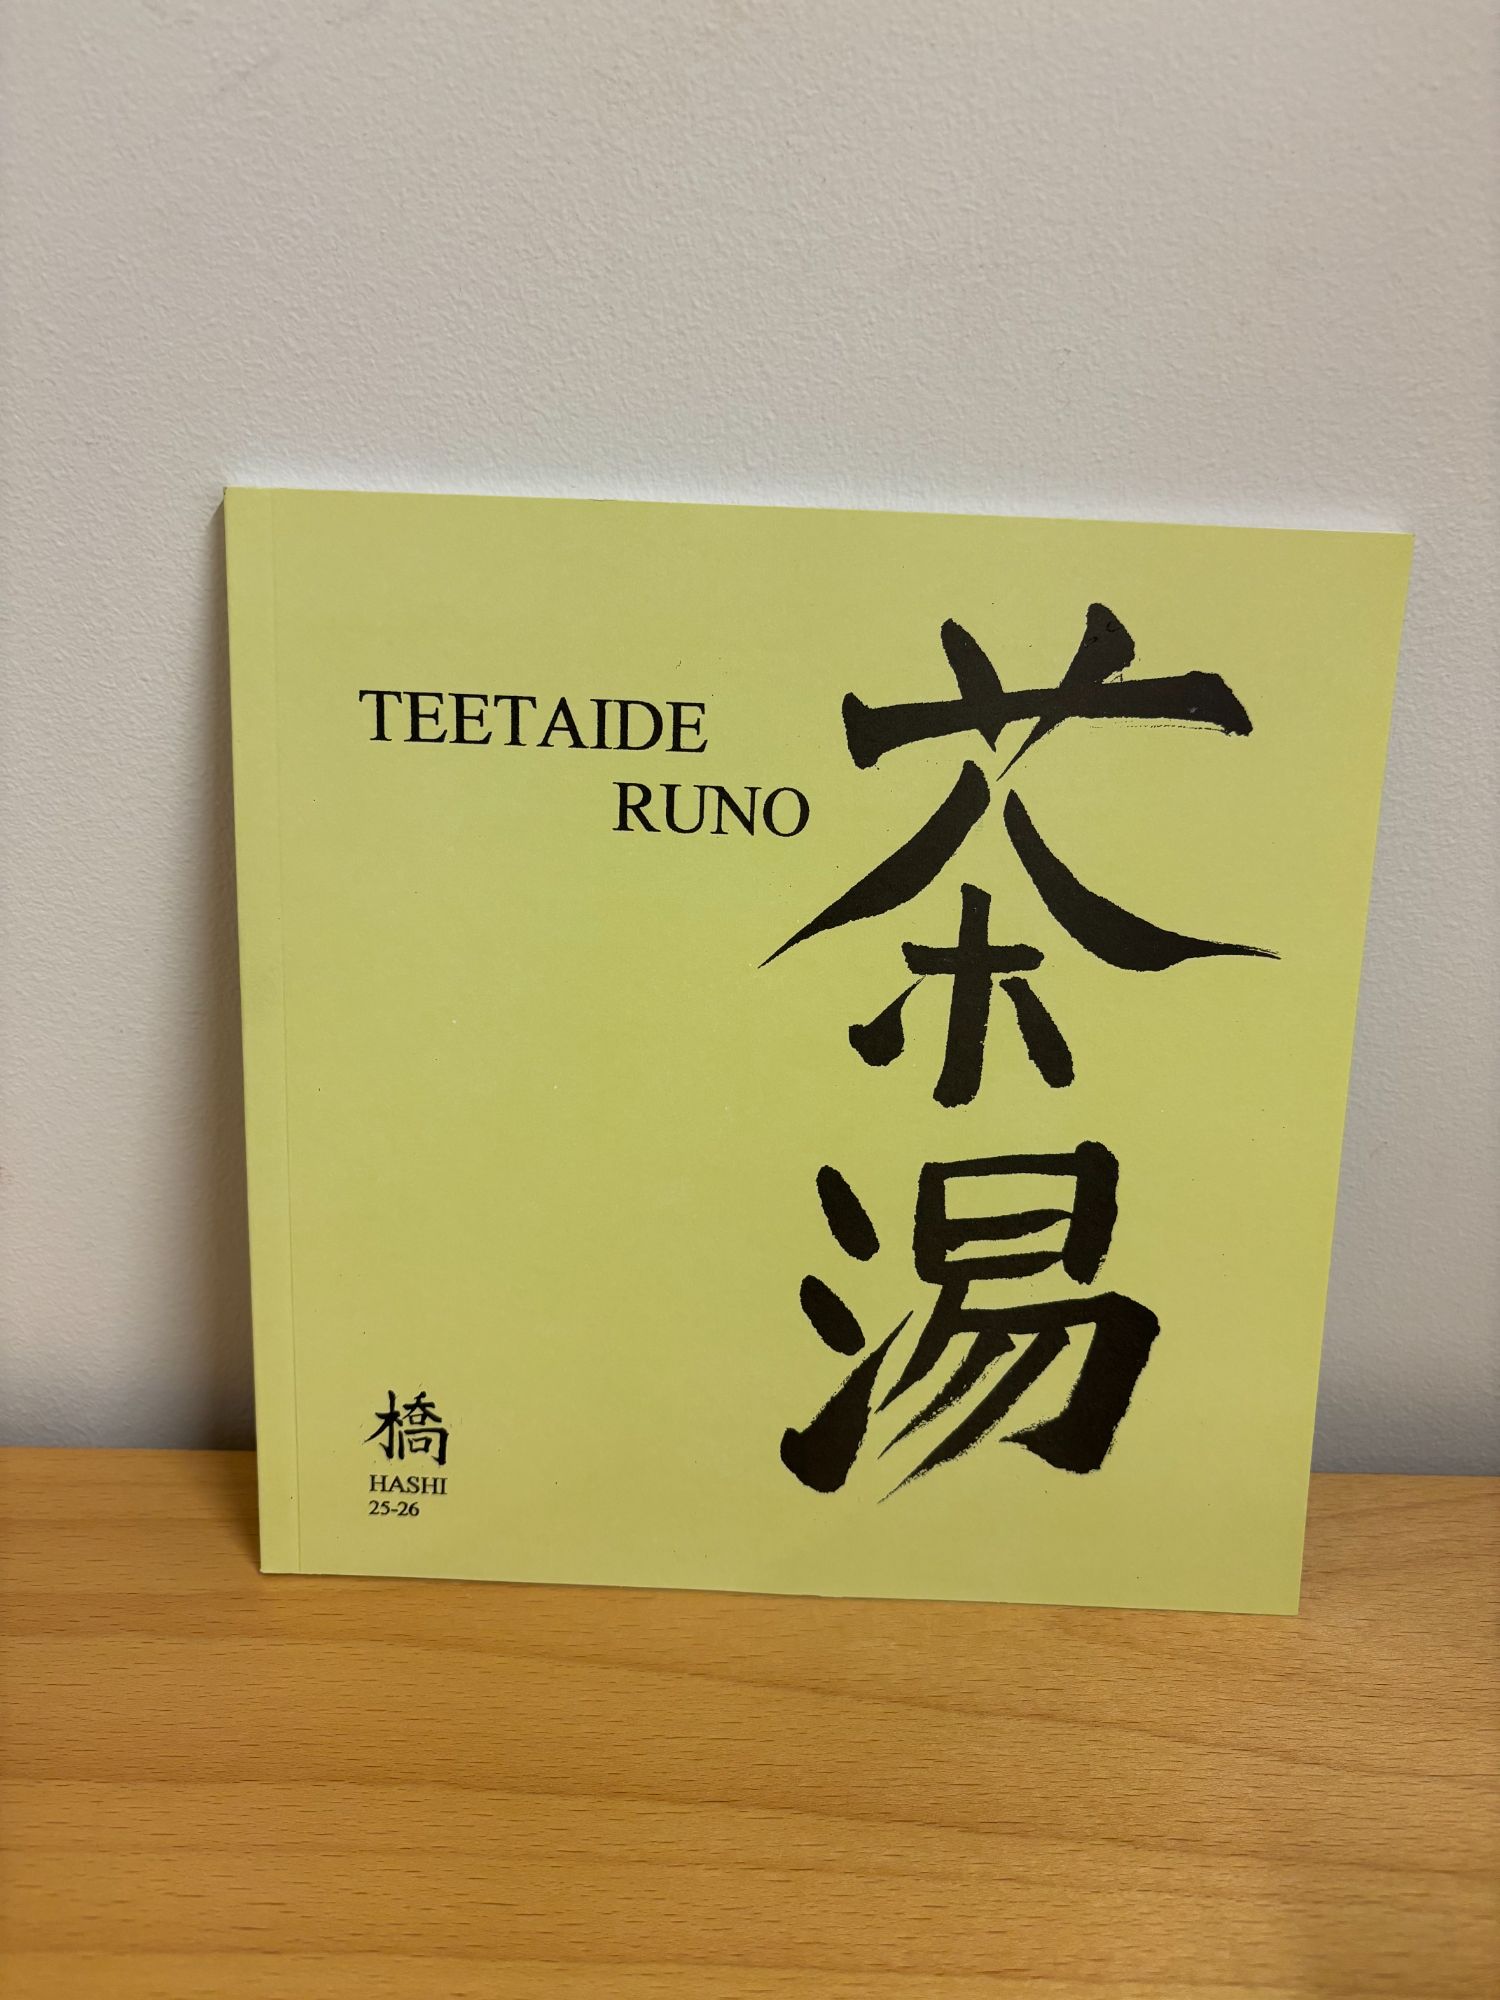 TEETAIDE
RUNO
茶湯
橋
HASHI
25-26